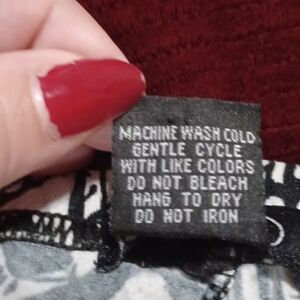 MACHINE WASH COLD
GENTLE CYCLE
WITH LIKE COLORS
DO NOT BLEACH
HANG TO DRY
DO NOT IRON